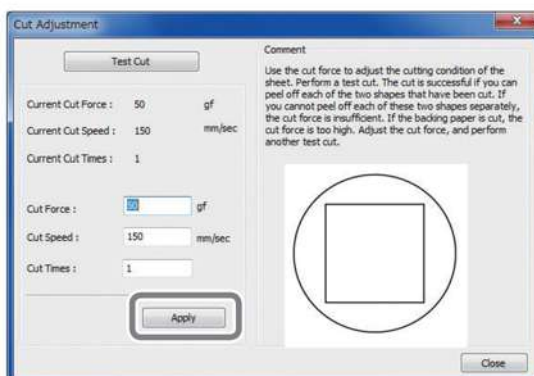 Cut Adjustment
Test Cut
Current Cut Force : 50 gf
Current Cut Speed : 150 mm/sec
Current Cut Times : 1
Cut Force : 50 gf
Cut Speed : 150 mm/sec
Cut Times : 1
Apply
Comment
Use the cut force to adjust the cutting condition of the
sheet. Perform a test cut. The cut is successful if you can
peel off each of the two shapes that have been cut. If
you cannot peel off each of these two shapes separately,
the cut force is insufficient. If the backing paper is cut, the
cut force is too high. Adjust the cut force, and perform
another test cut.
Close